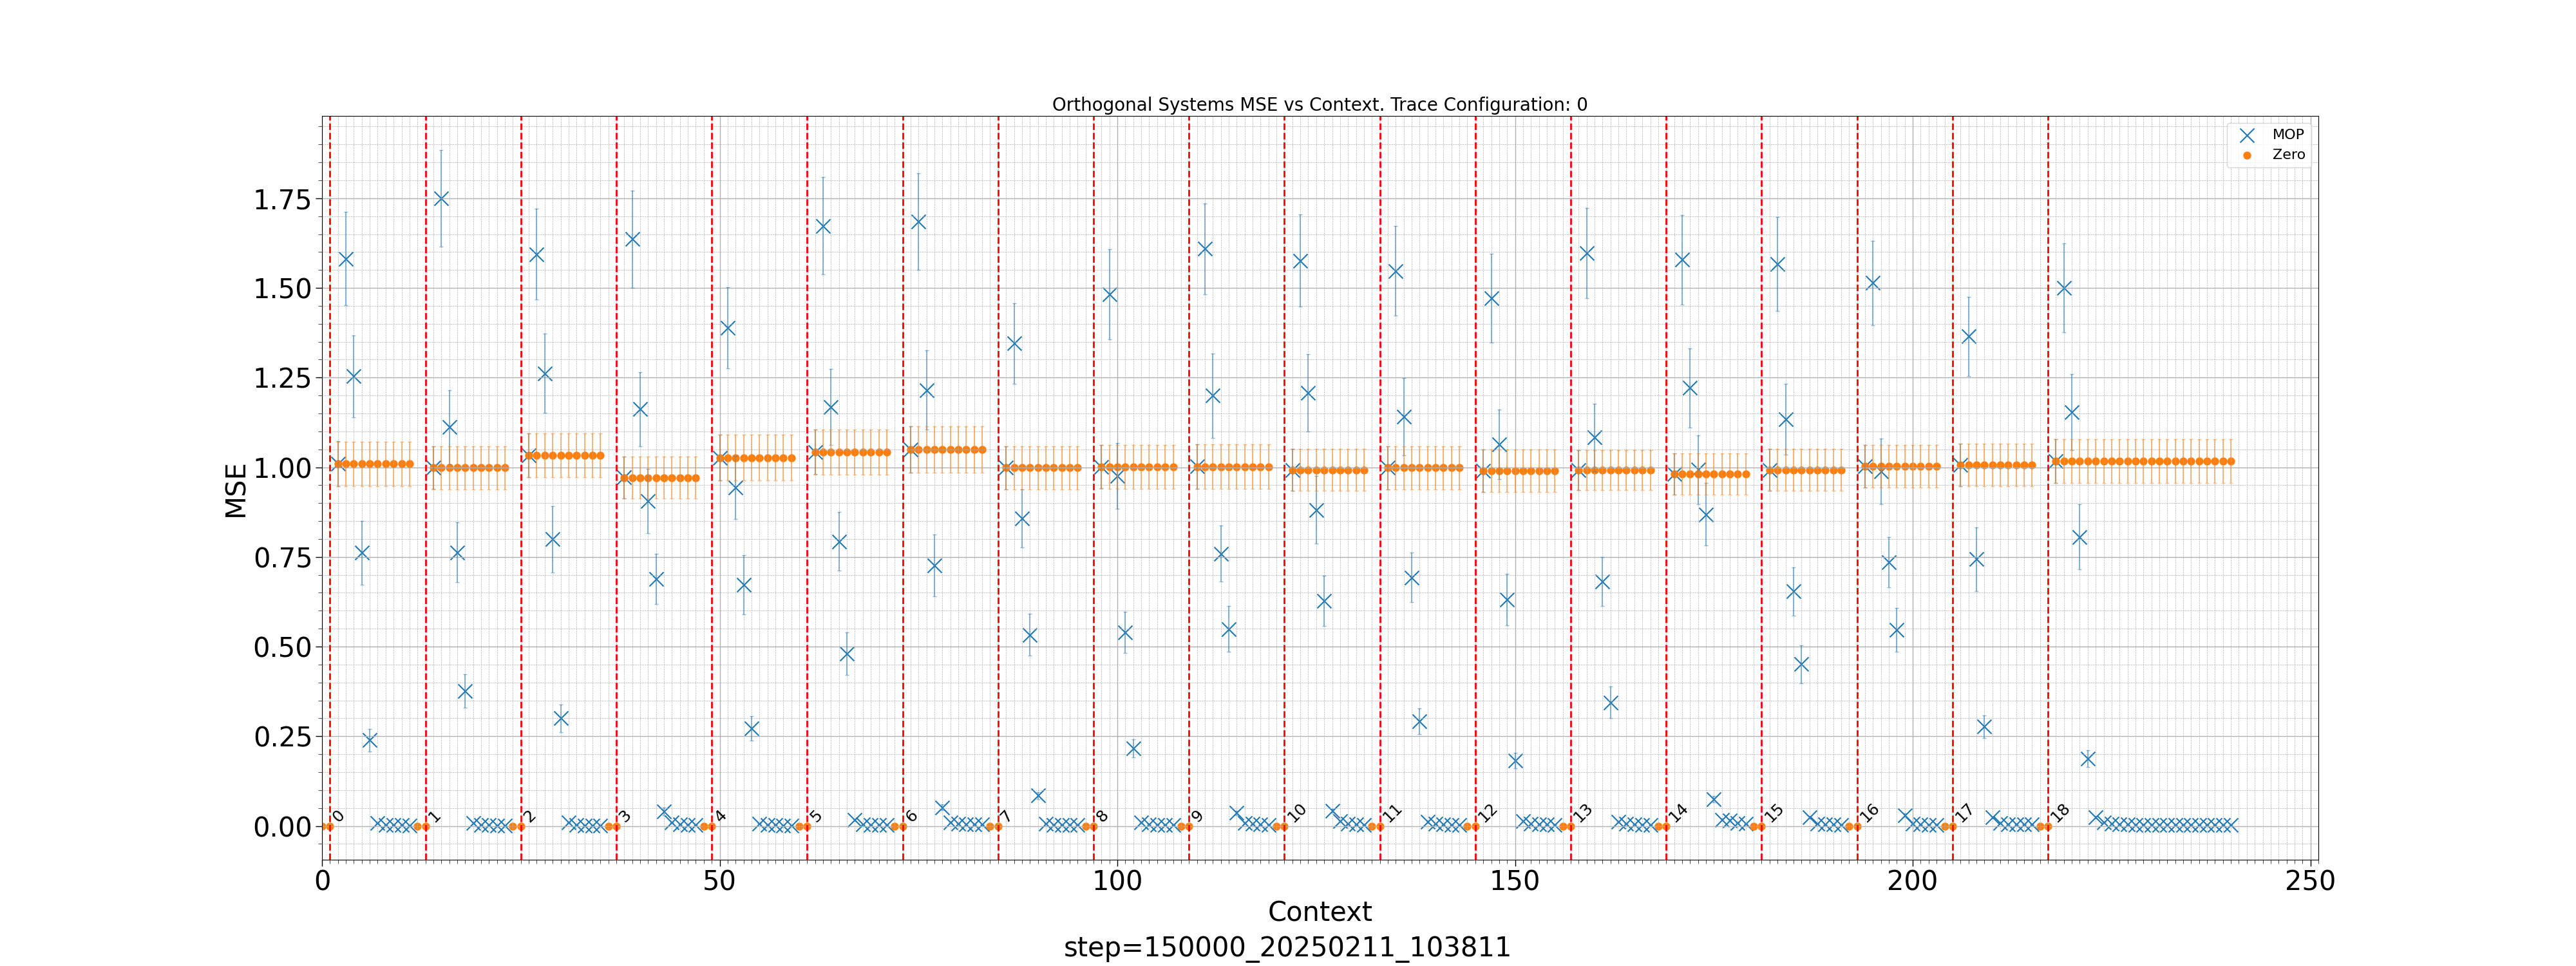 Orthogonal Systems MSE vs Context. Trace Configuration: 0
MOP
Zero
1.75
1.50
1.25
1.00
0.75
0.50
0.25
0.00
MSE
0 1 2 3 4 5 6 7 8 9 10 11 12 13 14 15 16 17 18
0 50 100 150 200 250
Context
step=150000_20250211_103811